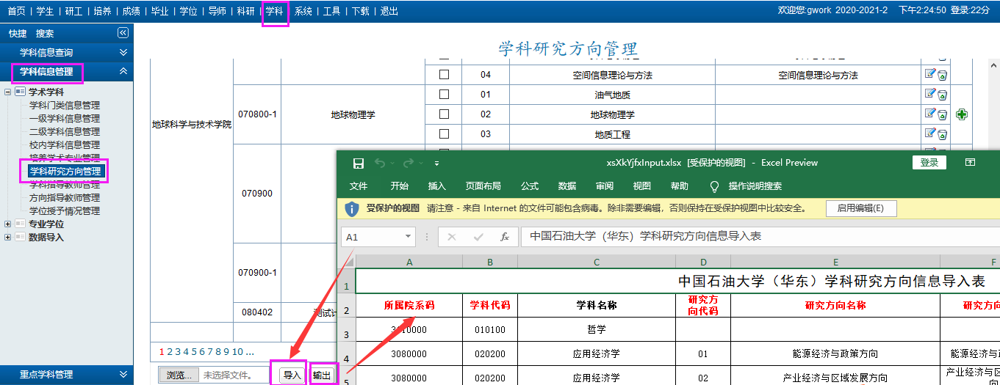 首页 | 学生 | 研工 | 培养 | 成绩 | 毕业 | 学位 | 导师 | 科研 | 学科 | 系统 | 工具 | 下载 | 退出
欢迎您:gwork 2020-2021-2 下午2:24:50 登录:22分
快捷 搜索
学科信息查询
学科信息管理
学术学科
学科门类信息管理
一级学科信息管理
二级学科信息管理
校内学科信息管理
培养学术专业管理
学科研究方向管理
学科指导教师管理
方向指导教师管理
学位授予情况管理
专业学位
数据导入
重点学科管理
学科研究方向管理
04 空间信息理论与方法 空间信息理论与方法
01 油气地质
地球科学与技术学院 070800-1 地球物理学 02 地球物理学
03 地质工程
070900
070900-1
080402 测试计
1 2 3 4 5 6 7 8 9 10 ...
浏览... 未选择文件。 导入 输出
xsXkYjfxInput.xlsx [受保护的视图] - Excel Preview
登录
文件 开始 插入 页面布局 公式 数据 审阅 视图 帮助 操作说明搜索
受保护的视图 请注意 - 来自 Internet 的文件可能包含病毒。除非需要编辑，否则保持在受保护视图中比较安全。 启用编辑(E)
A1 fx 中国石油大学（华东）学科研究方向信息导入表
A B C D E F
1 中国石油大学（华东）学科研究方向信息导入表
2 所属院系码 学科代码 学科名称 研究方向代码 研究方向名称 研究方向
3 010100 哲学
4 3080000 020200 应用经济学 01 能源经济与政策方向 能源经济与政
5 3080000 020200 应用经济学 02 产业经济与区域发展方向 产业经济与区